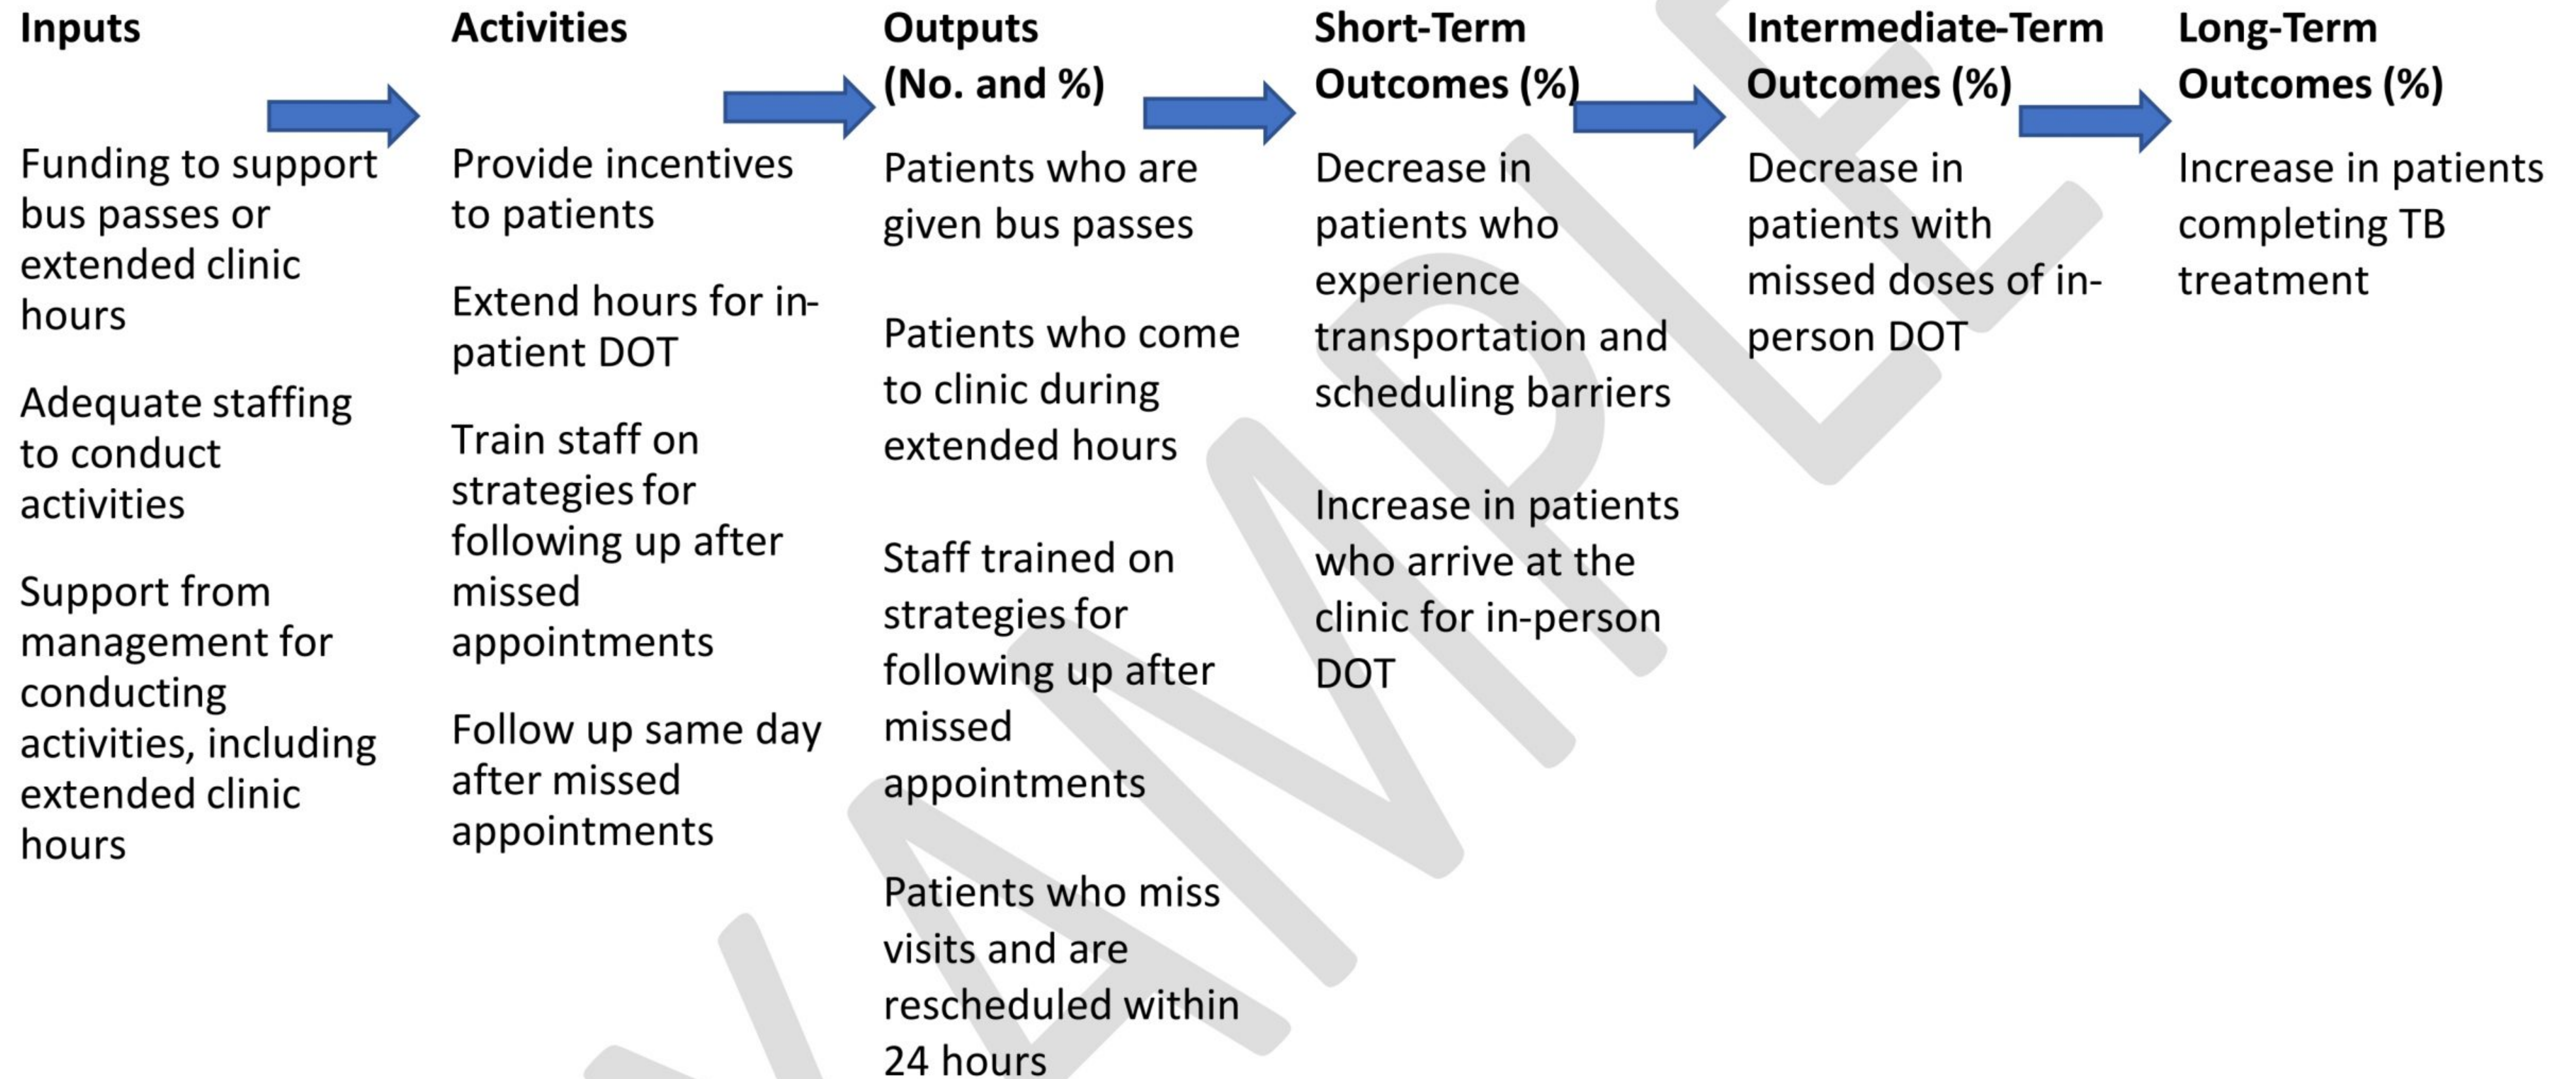 Inputs
Funding to support
bus passes or
extended clinic
hours
Adequate staffing
to conduct
activities
Support from
management for
conducting
activities, including
extended clinic
hours
Activities
Provide incentives
to patients
Extend hours for in-
patient DOT
Train staff on
strategies for
following up after
missed
appointments
Follow up same day
after missed
appointments
Outputs
(No. and %)
Patients who are
given bus passes
Patients who come
to clinic during
extended hours
Staff trained on
strategies for
following up after
missed
appointments
Patients who miss
visits and are
rescheduled within
24 hours
Short-Term
Outcomes (%)
Decrease in
patients who
experience
transportation and
scheduling barriers
Increase in patients
who arrive at the
clinic for in-person
DOT
Intermediate-Term
Outcomes (%)
Decrease in
patients with
missed doses of in-
person DOT
Long-Term
Outcomes (%)
Increase in patients
completing TB
treatment